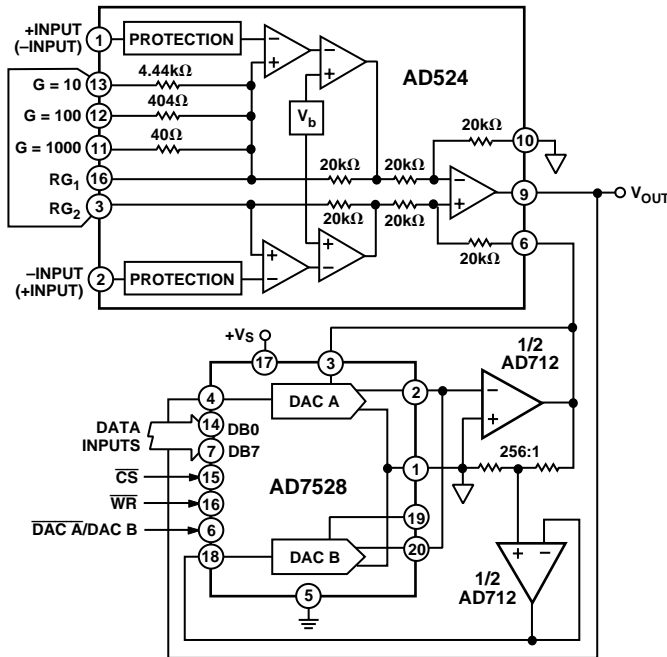 +INPUT
(–INPUT)
1
PROTECTION
AD524
4.44kΩ
G = 10
13
404Ω
G = 100
12
Vb
40Ω
G = 1000
11
20kΩ
10
RG1
16
20kΩ
20kΩ
9
VOUT
RG2
3
20kΩ
20kΩ
6
20kΩ
–INPUT
(+INPUT)
2
PROTECTION
+VS
17
3
1/2
AD712
4
DAC A
2
DATA
INPUTS
14
DB0
7
DB7
256:1
1
CS
15
AD7528
WR
16
19
DAC A/DAC B
6
20
18
DAC B
1/2
AD712
5